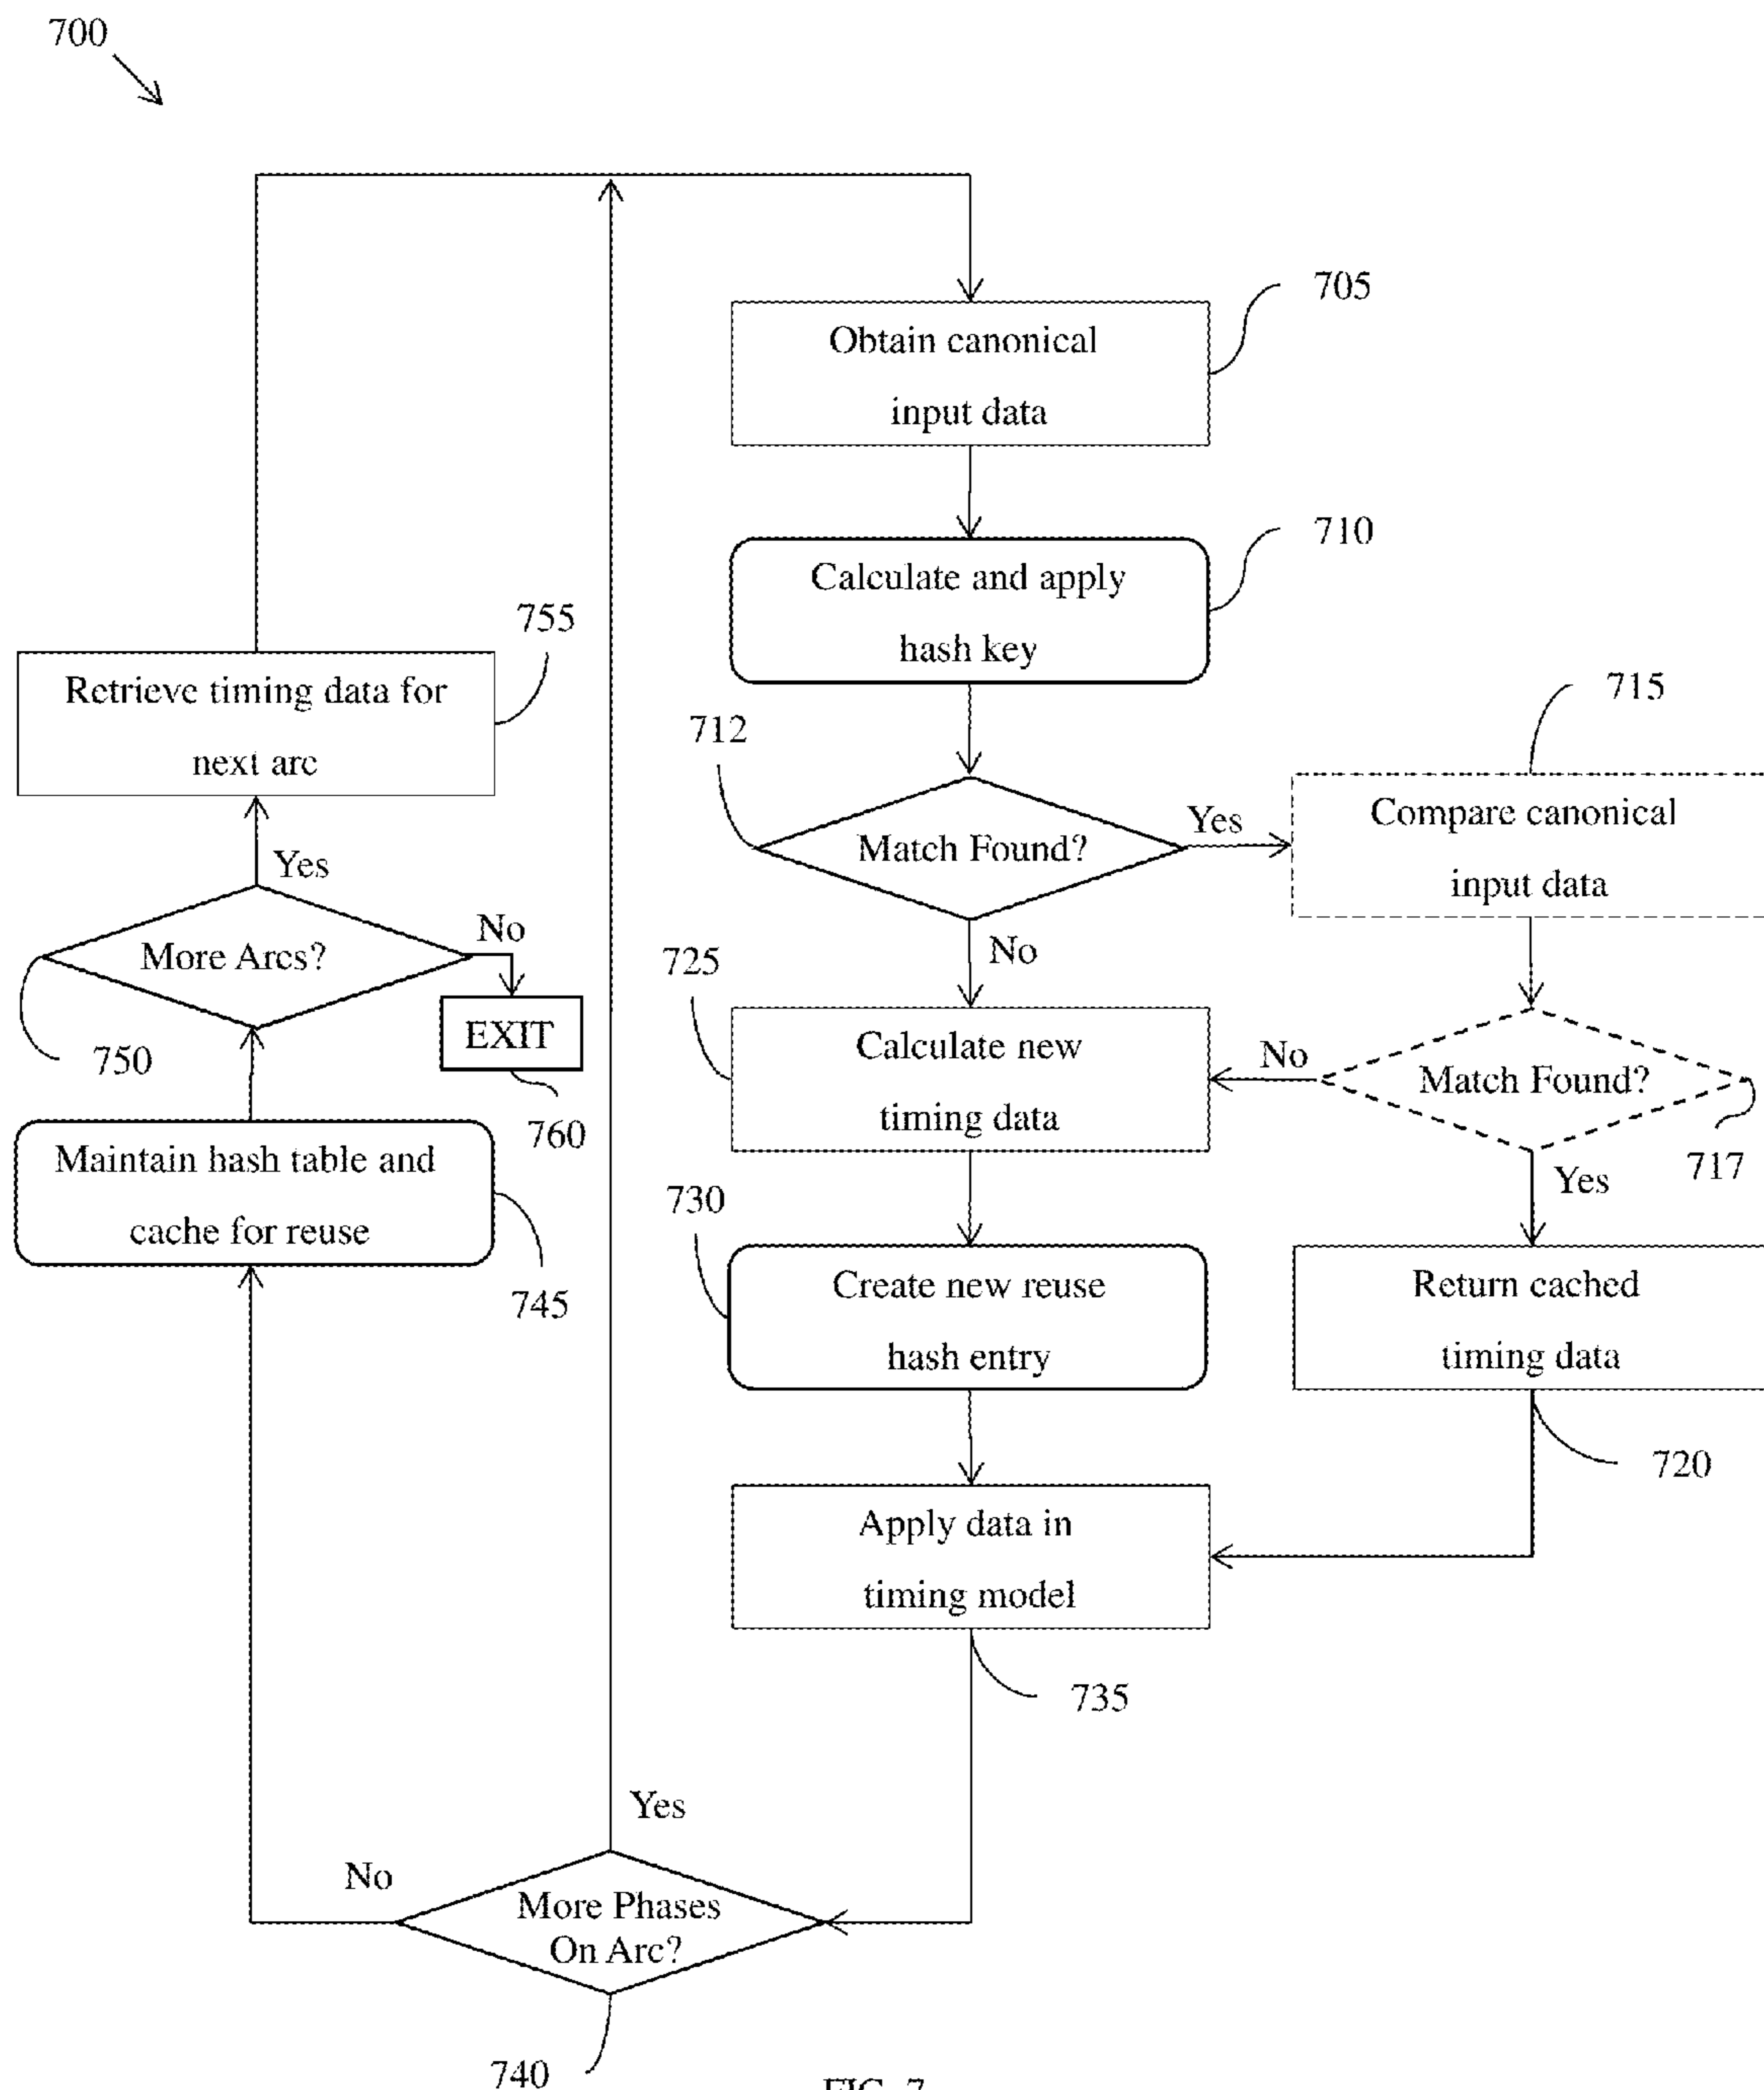 700
Obtain canonical
input data
705
Calculate and apply
hash key
710
712
Match Found?
Yes
No
715
Compare canonical
input data
Match Found?
717
No
Yes
725
Calculate new
timing data
730
Create new reuse
hash entry
Return cached
timing data
720
Apply data in
timing model
735
More Phases
On Arc?
740
Yes
No
Maintain hash table and
cache for reuse
745
More Arcs?
750
Yes
No
EXIT
760
Retrieve timing data for
next arc
755
FIG. 7